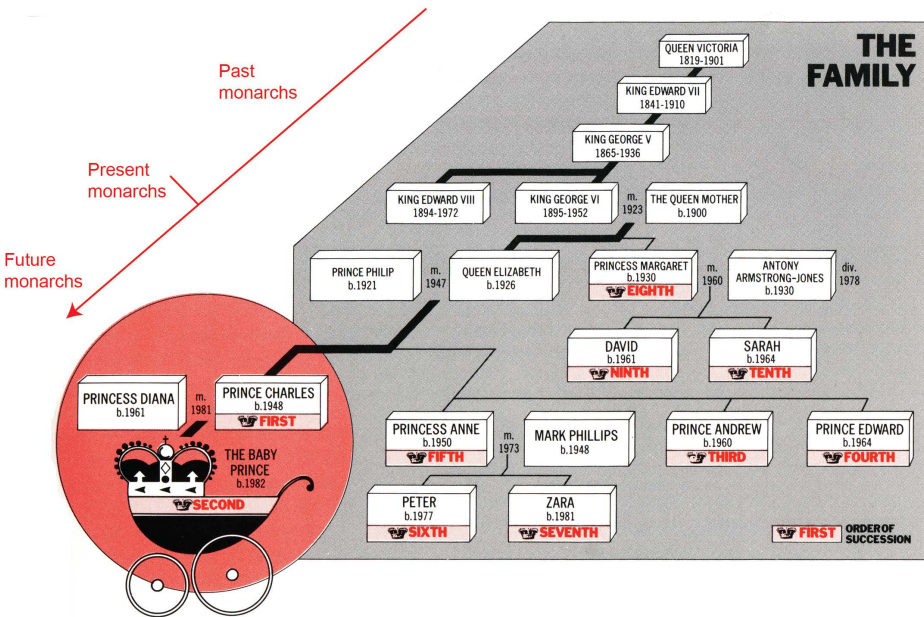 THE
FAMILY
Past
monarchs
Present
monarchs
Future
monarchs
QUEEN VICTORIA
1819-1901
KING EDWARD VII
1841-1910
KING GEORGE V
1865-1936
KING EDWARD VIII
1894-1972
KING GEORGE VI
1895-1952
m.
1923
THE QUEEN MOTHER
b.1900
PRINCE PHILIP
b.1921
m.
1947
QUEEN ELIZABETH
b.1926
PRINCESS MARGARET
b.1930
EIGHTH
m.
1960
ANTONY
ARMSTRONG-JONES
b.1930
div.
1978
DAVID
b.1961
NINTH
SARAH
b.1964
TENTH
PRINCESS DIANA
b.1961
m.
1981
PRINCE CHARLES
b.1948
FIRST
THE BABY
PRINCE
b.1982
SECOND
PRINCESS ANNE
b.1950
FIFTH
m.
1973
MARK PHILLIPS
b.1948
PRINCE ANDREW
b.1960
THIRD
PRINCE EDWARD
b.1964
FOURTH
PETER
b.1977
SIXTH
ZARA
b.1981
SEVENTH
FIRST
ORDER OF
SUCCESSION